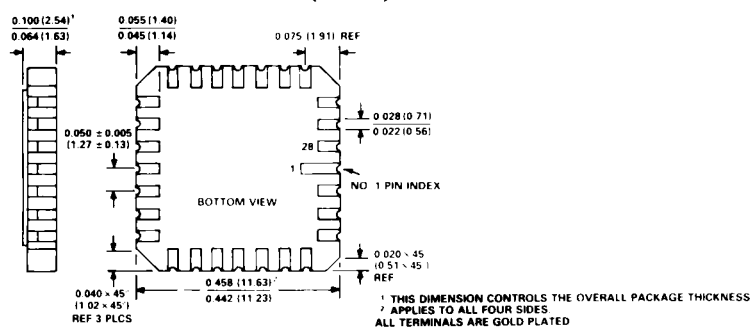 0.100 (2.54)¹
0.064 (1.63)
0.055 (1.40)
0.045 (1.14)
0 075 (1 91) REF
0.050 ± 0.005
(1.27 ± 0.13)
0 028 (0 71)
0 022 (0 56)
28
1
NO 1 PIN INDEX
BOTTOM VIEW
0.020 × 45
(0 51 × 45 )
REF
0.040 × 45°
(1 02 × 45°)
REF 3 PLCS
0.458 (11.63)²
0.442 (11 23)
¹ THIS DIMENSION CONTROLS THE OVERALL PACKAGE THICKNESS
² APPLIES TO ALL FOUR SIDES.
ALL TERMINALS ARE GOLD PLATED